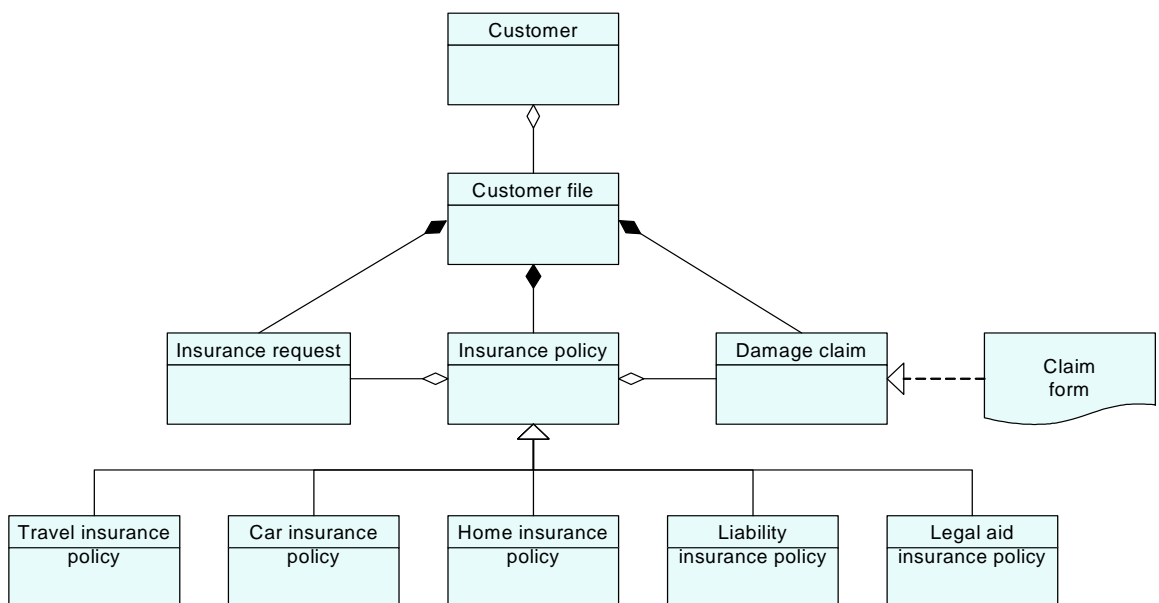 Customer
Customer file
Insurance request
Insurance policy
Damage claim
Claim
form
Travel insurance
policy
Car insurance
policy
Home insurance
policy
Liability
insurance policy
Legal aid
insurance policy